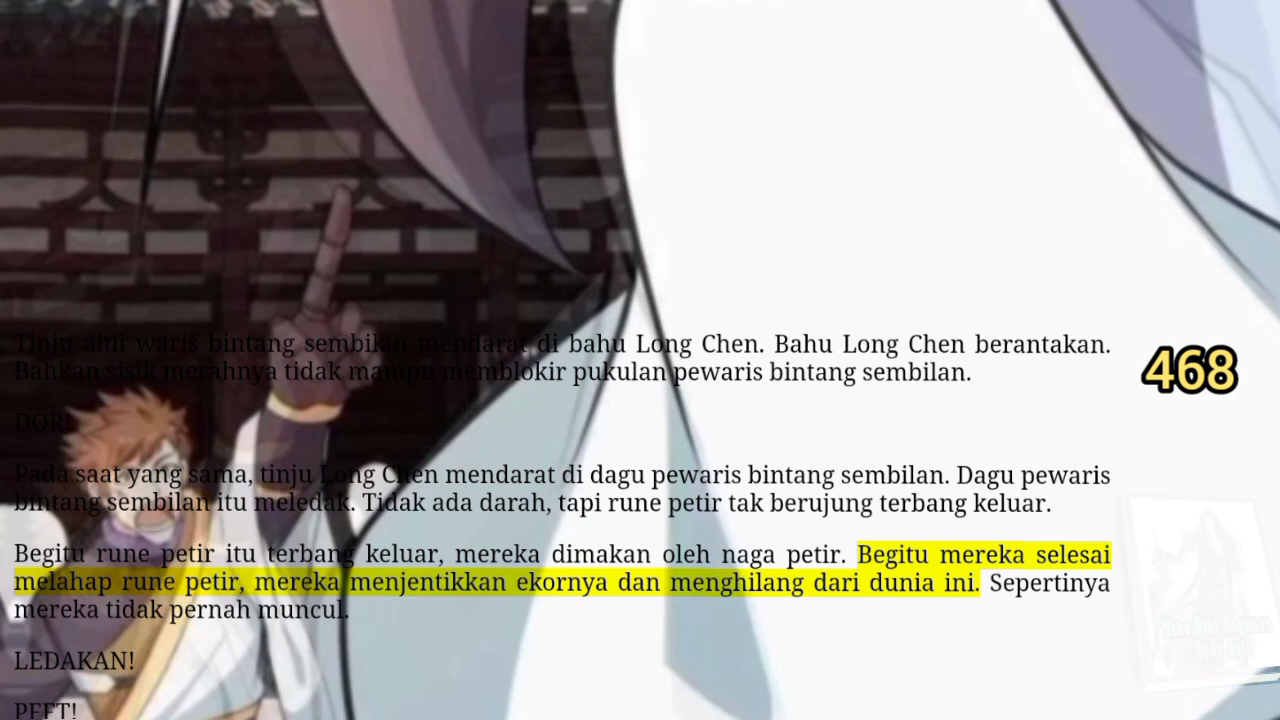 Tinju ahli waris bintang sembilan mendarat di bahu Long Chen. Bahu Long Chen berantakan.
Bahkan sisik merahnya tidak mampu memblokir pukulan pewaris bintang sembilan.
468
DOR!
Pada saat yang sama, tinju Long Chen mendarat di dagu pewaris bintang sembilan. Dagu pewaris
bintang sembilan itu meledak. Tidak ada darah, tapi rune petir tak berujung terbang keluar.
Begitu rune petir itu terbang keluar, mereka dimakan oleh naga petir. Begitu mereka selesai
melahap rune petir, mereka menjentikkan ekornya dan menghilang dari dunia ini. Sepertinya
mereka tidak pernah muncul.
LEDAKAN!
PFFT!